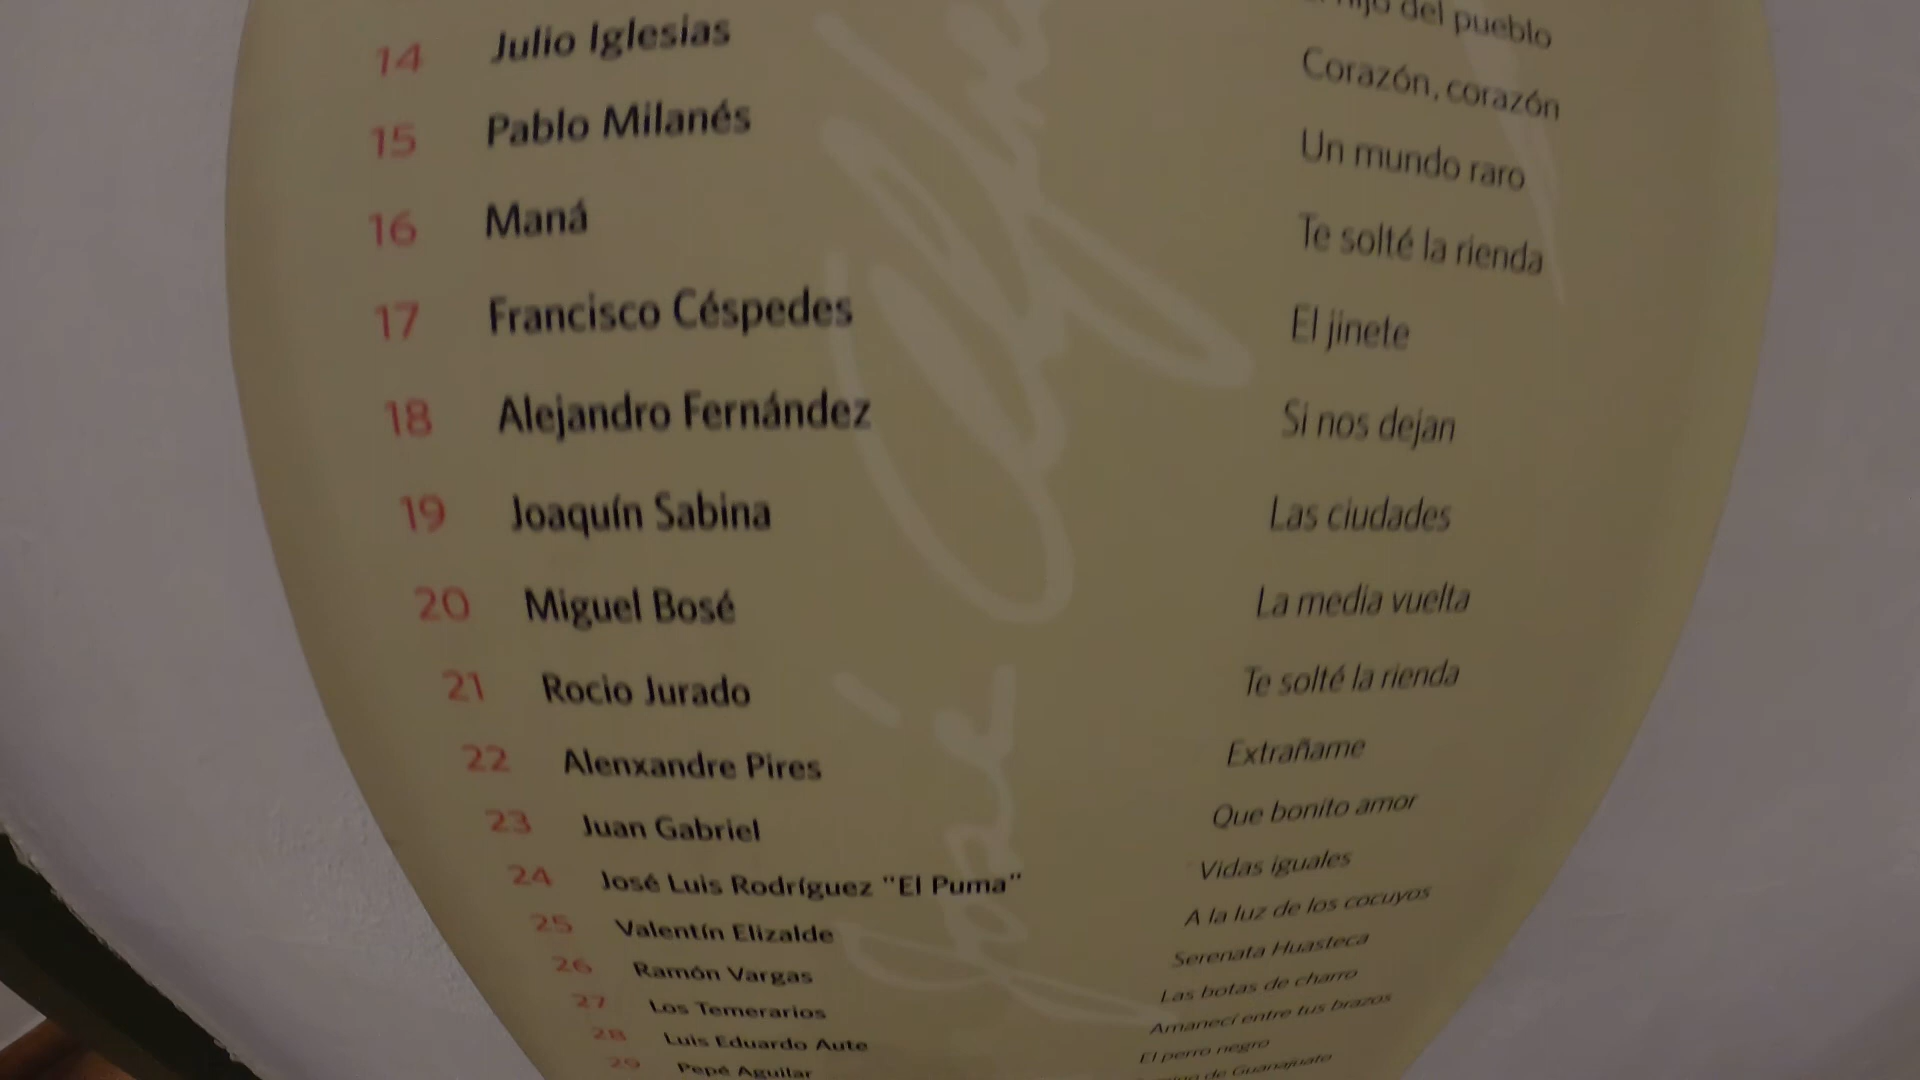 hijo del pueblo
14 Julio Iglesias Corazón, corazón
15 Pablo Milanés Un mundo raro
16 Maná Te solté la rienda
17 Francisco Céspedes El jinete
18 Alejandro Fernández Si nos dejan
19 Joaquín Sabina Las ciudades
20 Miguel Bosé La media vuelta
21 Rocio Jurado Te solté la rienda
22 Alenxandre Pires Extrañame
23 Juan Gabriel Que bonito amor
24 José Luis Rodríguez "El Puma" Vidas iguales
25 Valentín Elizalde A la luz de los cocuyos
26 Ramón Vargas Serenata Huasteca
27 Los Temerarios Las botas de charro
28 Luis Eduardo Aute Amanecí entre tus brazos
29 Pepé Aguilar El perro negro
de Guanajuato